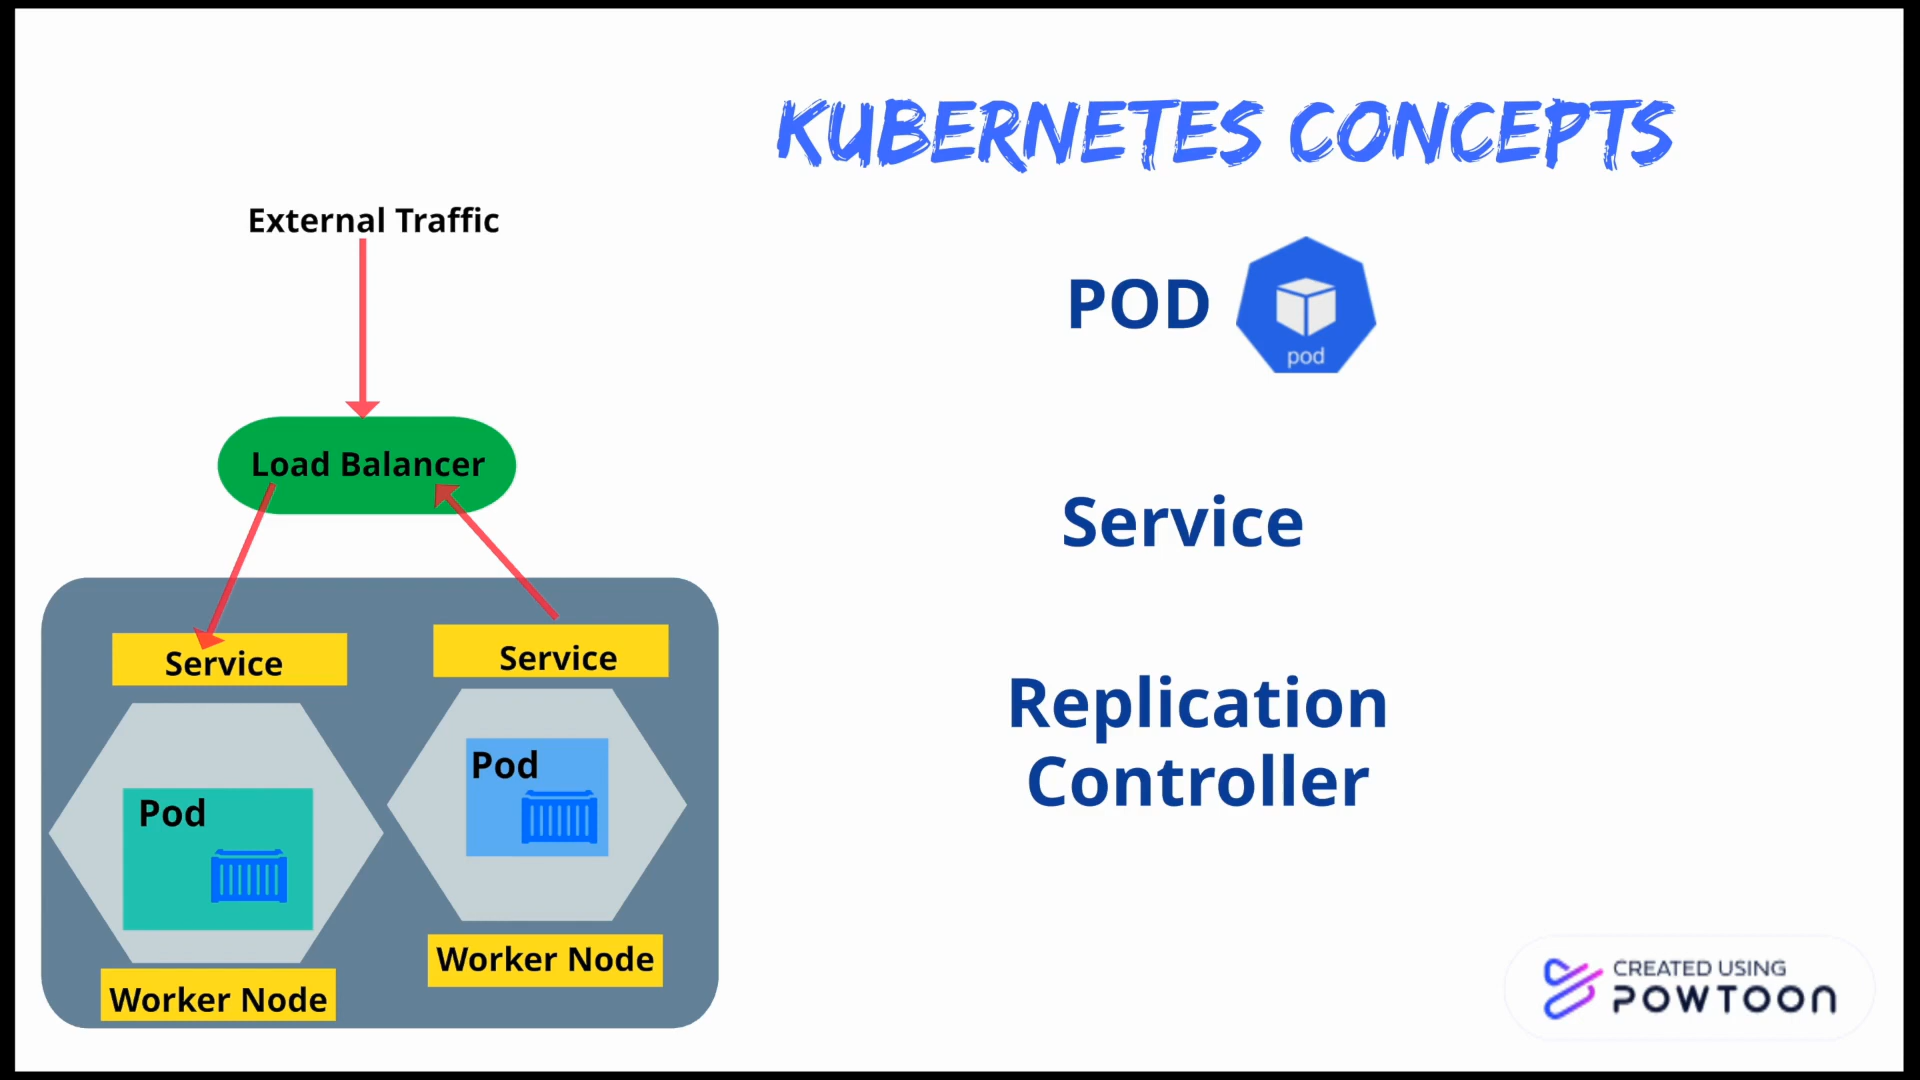 KUBERNETES CONCEPTS
External Traffic
Load Balancer
Service
Service
Pod
Pod
Worker Node
Worker Node
POD
pod
Service
Replication
Controller
CREATED USING
POWTOON